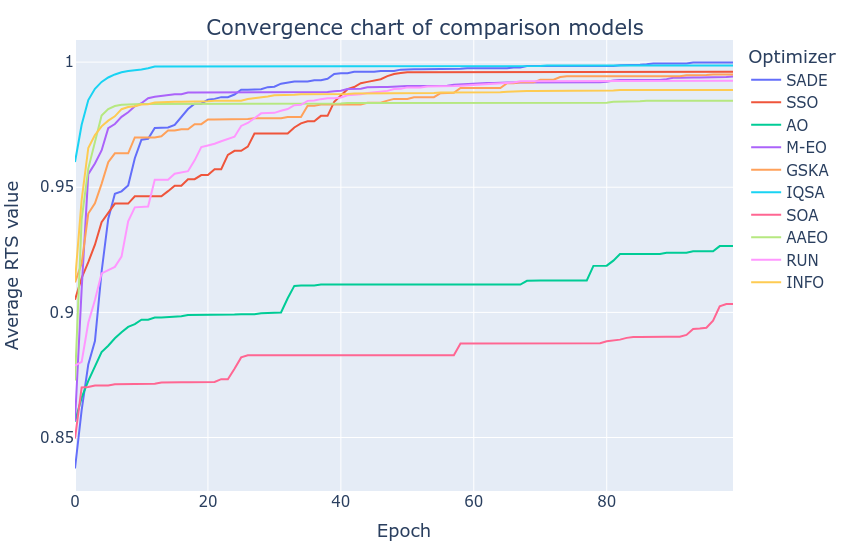 Convergence chart of comparison models
Average RTS value
1
0.95
0.9
0.85
0
20
40
60
80
Epoch
Optimizer
SADE
SSO
AO
M-EO
GSKA
IQSA
SOA
AAEO
RUN
INFO